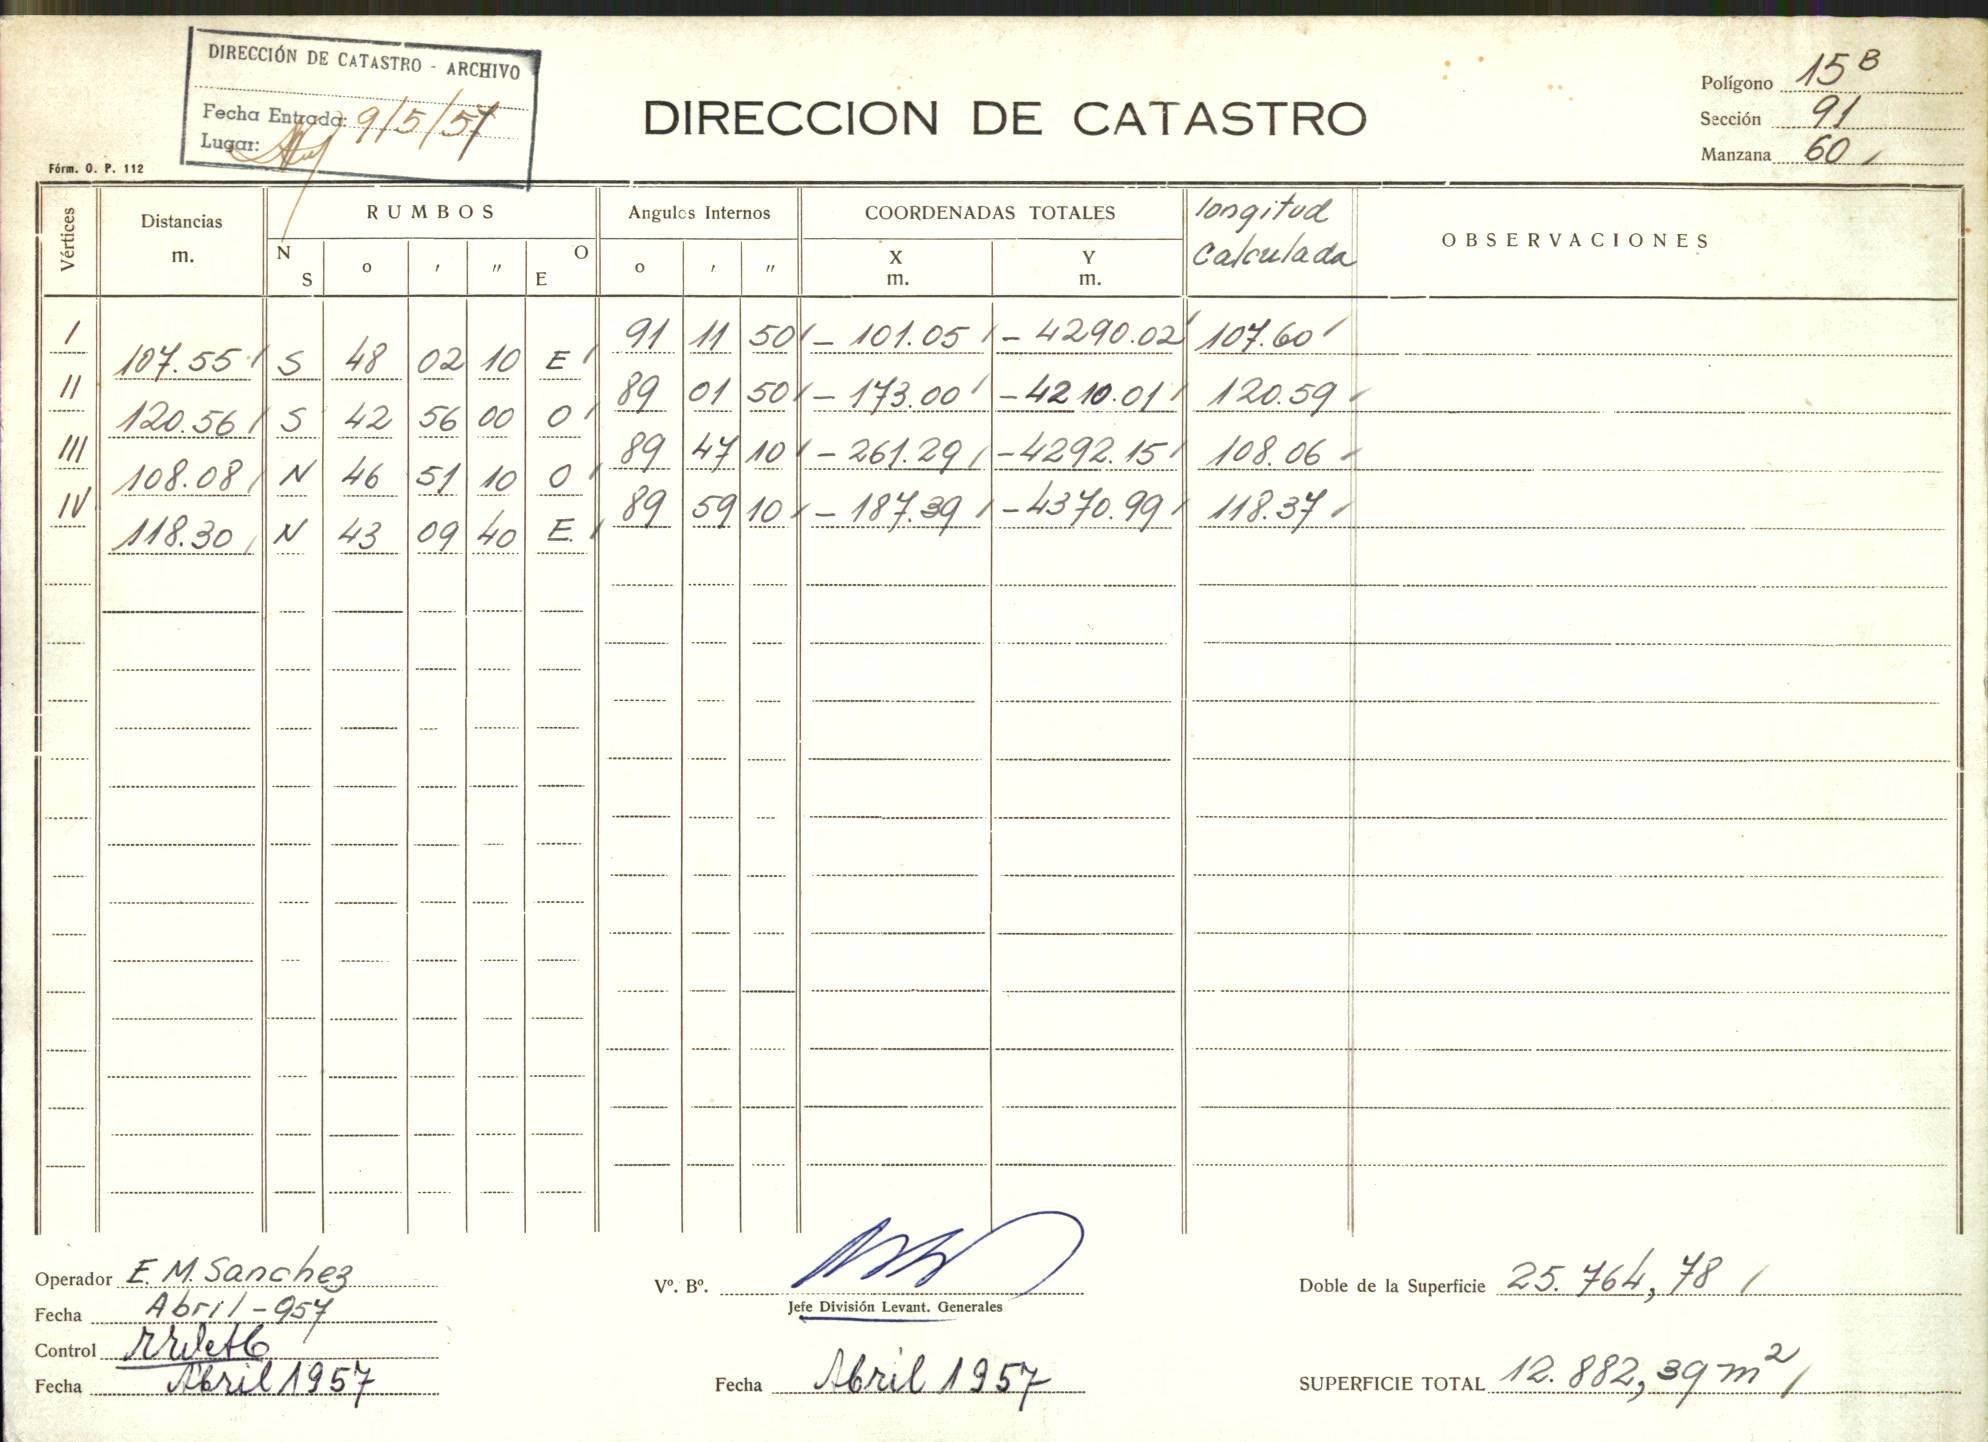 DIRECCIÓN DE CATASTRO - ARCHIVO
Fecha Entrada: 9/5/57
Lugar:
Fórm. O. P. 112
DIRECCION DE CATASTRO
Polígono 15 B
Sección 91
Manzana 60
Vértices Distancias m. RUMBOS Angulos Internos COORDENADAS TOTALES longitud Calculada OBSERVACIONES
N S o ' " O E o ' " X m. Y m.
I 91 11 50 - 101.05 - 4290.02 107.60
107.55 S 48 02 10 E
II 89 01 50 - 173.00 - 4210.01 120.59
120.56 S 42 56 00 O
III 89 47 10 - 261.29 - 4292.15 108.06
108.08 N 46 51 10 O
IV 89 59 10 - 187.39 - 4370.99 118.37
118.30 N 43 09 40 E.
Operador E. M. Sanchez
Fecha Abril - 957
Control
Fecha Abril 1957
Vº. Bº.
Jefe División Levant. Generales
Fecha Abril 1957
Doble de la Superficie 25.764,78
SUPERFICIE TOTAL 12.882,39 m²